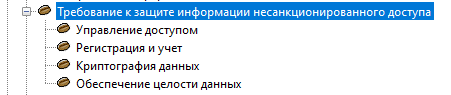 Требование к защите информации несанкционированного доступа
Управление доступом
Регистрация и учет
Криптография данных
Обеспечение целости данных